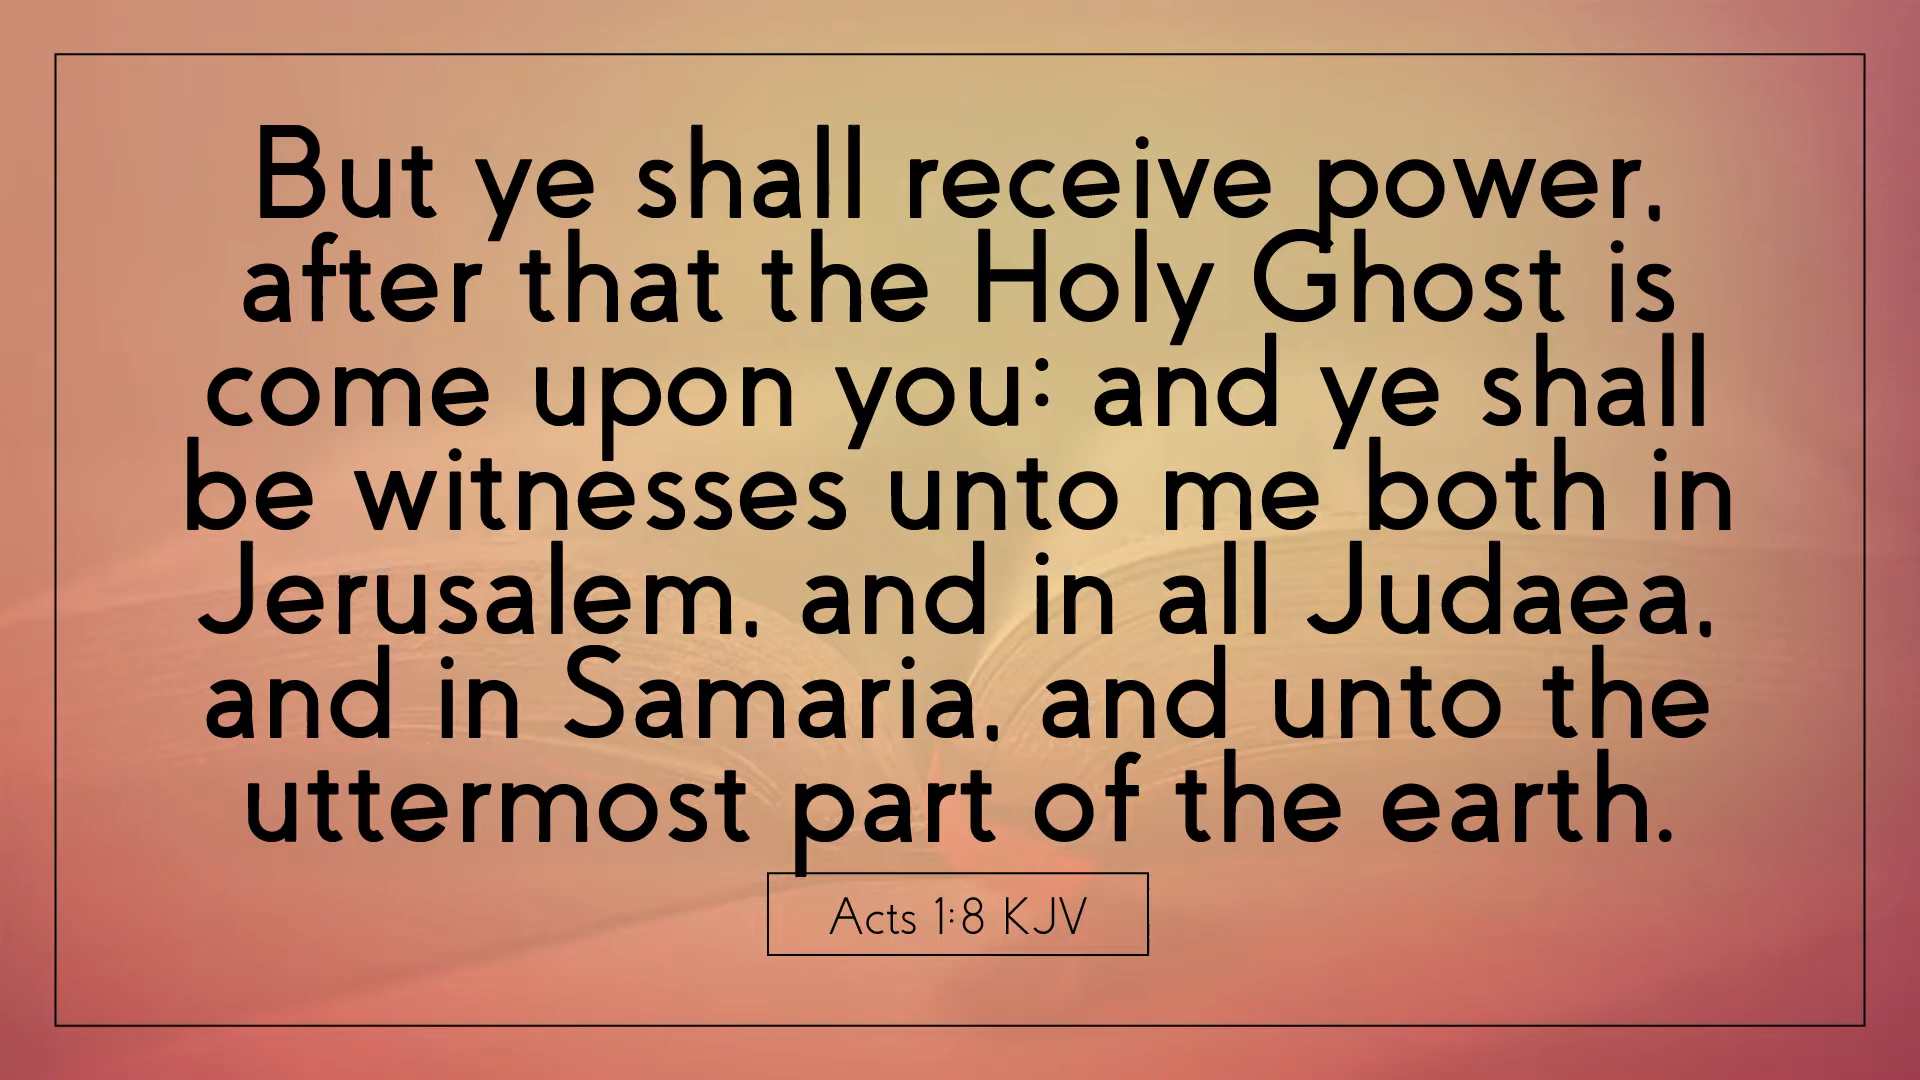 But ye shall receive power,
after that the Holy Ghost is
come upon you: and ye shall
be witnesses unto me both in
Jerusalem, and in all Judaea,
and in Samaria, and unto the
uttermost part of the earth.
Acts 1:8 KJV